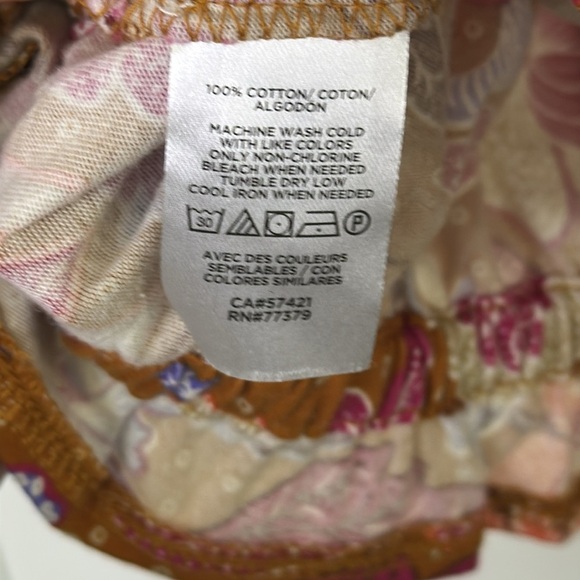 100% COTTON/ COTON/
ALGODÓN
MACHINE WASH COLD
WITH LIKE COLORS
ONLY NON-CHLORINE
BLEACH WHEN NEEDED
TUMBLE DRY LOW
COOL IRON WHEN NEEDED
30 P
AVEC DES COULEURS
SEMBLABLES / CON
COLORES SIMILARES
CA#57421
RN#77379